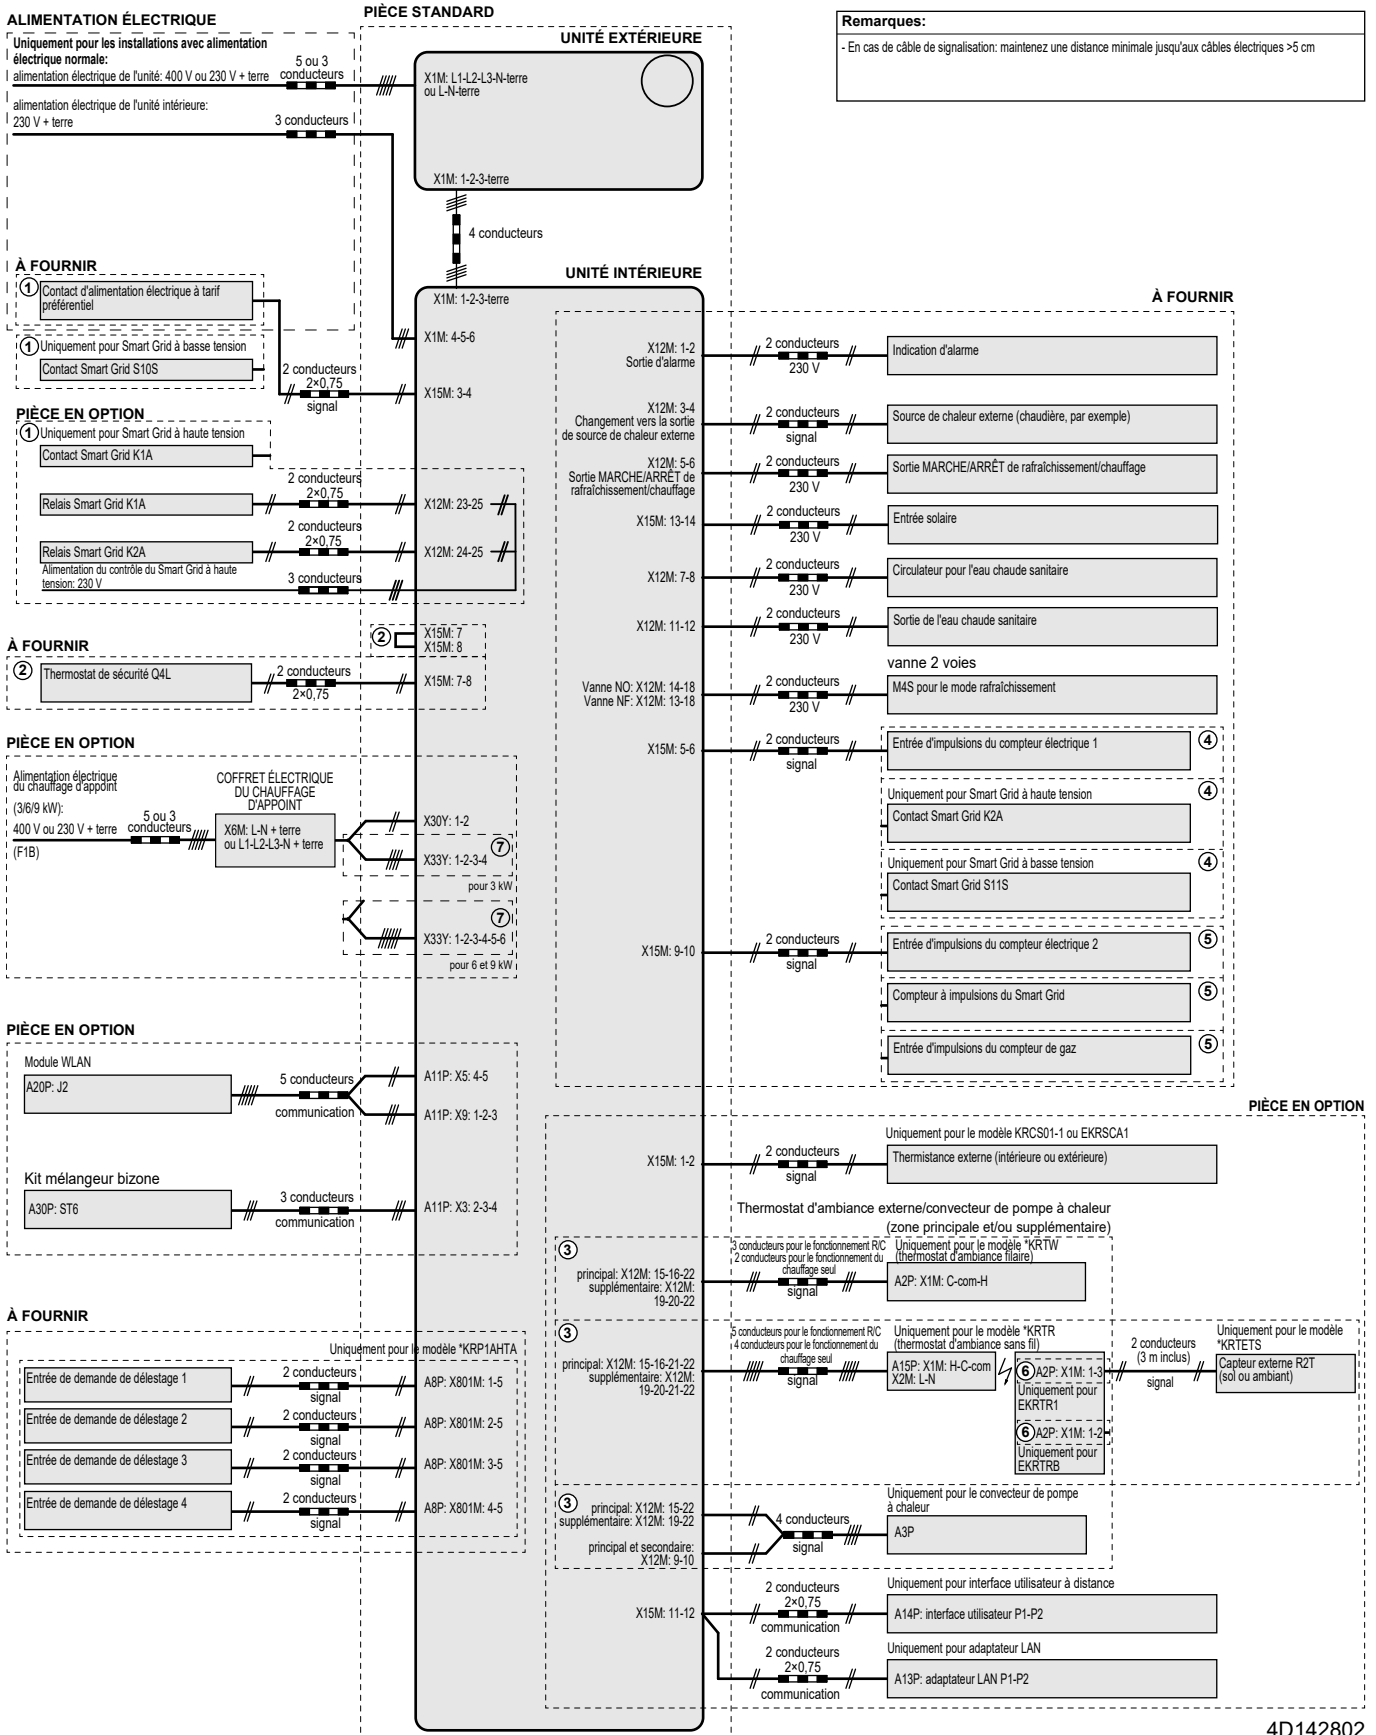 ALIMENTATION ÉLECTRIQUE
Uniquement pour les installations avec alimentation
électrique normale:
alimentation électrique de l'unité: 400 V ou 230 V + terre
5 ou 3
conducteurs
alimentation électrique de l'unité intérieure:
230 V + terre
3 conducteurs
PIÈCE STANDARD
UNITÉ EXTÉRIEURE
X1M: L1-L2-L3-N-terre
ou L-N-terre
X1M: 1-2-3-terre
4 conducteurs
Remarques:
- En cas de câble de signalisation: maintenez une distance minimale jusqu'aux câbles électriques >5 cm
À FOURNIR
1
Contact d'alimentation électrique à tarif
préférentiel
1
Uniquement pour Smart Grid à basse tension
Contact Smart Grid S10S
2 conducteurs
2×0,75
signal
PIÈCE EN OPTION
1
Uniquement pour Smart Grid à haute tension
Contact Smart Grid K1A
2 conducteurs
2×0,75
Relais Smart Grid K1A
2 conducteurs
2×0,75
Relais Smart Grid K2A
Alimentation du contrôle du Smart Grid à haute
tension: 230 V
3 conducteurs
UNITÉ INTÉRIEURE
X1M: 1-2-3-terre
X1M: 4-5-6
X15M: 3-4
X12M: 23-25
X12M: 24-25
2
X15M: 7
X15M: 8
À FOURNIR
2
Thermostat de sécurité Q4L
2 conducteurs
2×0,75
X15M: 7-8
PIÈCE EN OPTION
Alimentation électrique
du chauffage d'appoint
(3/6/9 kW):
400 V ou 230 V + terre
(F1B)
5 ou 3
conducteurs
COFFRET ÉLECTRIQUE
DU CHAUFFAGE
D'APPOINT
X6M: L-N + terre
ou L1-L2-L3-N + terre
X30Y: 1-2
7
X33Y: 1-2-3-4
pour 3 kW
7
X33Y: 1-2-3-4-5-6
pour 6 et 9 kW
PIÈCE EN OPTION
Module WLAN
A20P: J2
5 conducteurs
communication
A11P: X5: 4-5
A11P: X9: 1-2-3
Kit mélangeur bizone
A30P: ST6
3 conducteurs
communication
A11P: X3: 2-3-4
À FOURNIR
Uniquement pour le modèle *KRP1AHTA
Entrée de demande de délestage 1
2 conducteurs
signal
A8P: X801M: 1-5
Entrée de demande de délestage 2
2 conducteurs
signal
A8P: X801M: 2-5
Entrée de demande de délestage 3
2 conducteurs
signal
A8P: X801M: 3-5
Entrée de demande de délestage 4
2 conducteurs
signal
A8P: X801M: 4-5
À FOURNIR
X12M: 1-2
Sortie d'alarme
2 conducteurs
230 V
Indication d'alarme
X12M: 3-4
Changement vers la sortie
de source de chaleur externe
2 conducteurs
signal
Source de chaleur externe (chaudière, par exemple)
X12M: 5-6
Sortie MARCHE/ARRÊT de
rafraîchissement/chauffage
2 conducteurs
230 V
Sortie MARCHE/ARRÊT de rafraîchissement/chauffage
X15M: 13-14
2 conducteurs
230 V
Entrée solaire
X12M: 7-8
2 conducteurs
230 V
Circulateur pour l'eau chaude sanitaire
X12M: 11-12
2 conducteurs
230 V
Sortie de l'eau chaude sanitaire
vanne 2 voies
Vanne NO: X12M: 14-18
Vanne NF: X12M: 13-18
2 conducteurs
230 V
M4S pour le mode rafraîchissement
X15M: 5-6
2 conducteurs
signal
Entrée d'impulsions du compteur électrique 1
4
Uniquement pour Smart Grid à haute tension
4
Contact Smart Grid K2A
Uniquement pour Smart Grid à basse tension
4
Contact Smart Grid S11S
X15M: 9-10
2 conducteurs
signal
Entrée d'impulsions du compteur électrique 2
5
Compteur à impulsions du Smart Grid
5
Entrée d'impulsions du compteur de gaz
5
PIÈCE EN OPTION
Uniquement pour le modèle KRCS01-1 ou EKRSCA1
X15M: 1-2
2 conducteurs
signal
Thermistance externe (intérieure ou extérieure)
Thermostat d'ambiance externe/convecteur de pompe à chaleur
(zone principale et/ou supplémentaire)
3
principal: X12M: 15-16-22
supplémentaire: X12M:
19-20-22
3 conducteurs pour le fonctionnement R/C
2 conducteurs pour le fonctionnement du
chauffage seul
signal
Uniquement pour le modèle *KRTW
(thermostat d'ambiance filaire)
A2P: X1M: C-com-H
3
principal: X12M: 15-16-21-22
supplémentaire: X12M:
19-20-21-22
5 conducteurs pour le fonctionnement R/C
4 conducteurs pour le fonctionnement du
chauffage seul
signal
Uniquement pour le modèle *KRTR
(thermostat d'ambiance sans fil)
A15P: X1M: H-C-com
X2M: L-N
6
A2P: X1M: 1-3
Uniquement pour
EKRTR1
6
A2P: X1M: 1-2
Uniquement pour
EKRTRB
2 conducteurs
(3 m inclus)
signal
Uniquement pour le modèle
*KRTETS
Capteur externe R2T
(sol ou ambiant)
3
principal: X12M: 15-22
supplémentaire: X12M: 19-22
principal et secondaire:
X12M: 9-10
4 conducteurs
signal
Uniquement pour le convecteur de pompe
à chaleur
A3P
X15M: 11-12
2 conducteurs
2×0,75
communication
Uniquement pour interface utilisateur à distance
A14P: interface utilisateur P1-P2
2 conducteurs
2×0,75
communication
Uniquement pour adaptateur LAN
A13P: adaptateur LAN P1-P2
4D142802